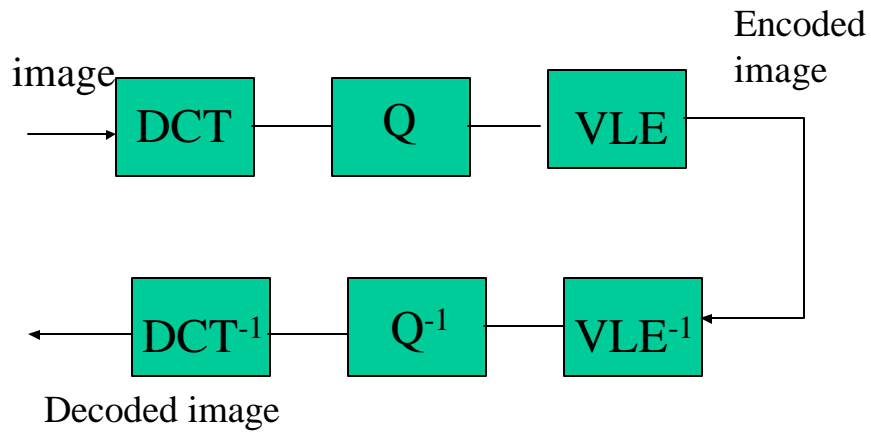 Encoded
image
image
DCT
Q
VLE
DCT⁻¹
Q⁻¹
VLE⁻¹
Decoded image